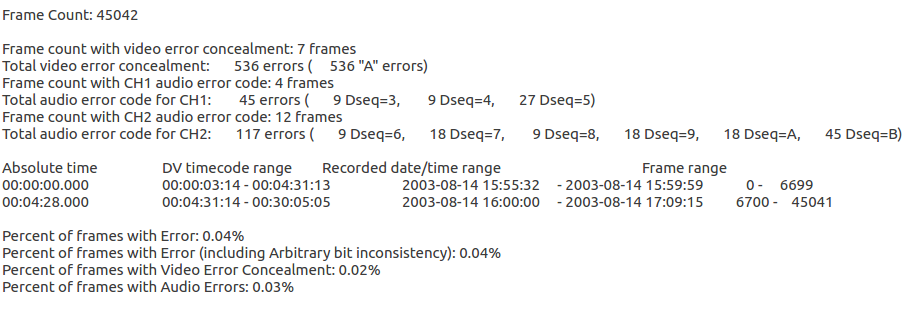 Frame Count: 45042
Frame count with video error concealment: 7 frames
Total video error concealment: 536 errors ( 536 "A" errors)
Frame count with CH1 audio error code: 4 frames
Total audio error code for CH1: 45 errors ( 9 Dseq=3, 9 Dseq=4, 27 Dseq=5)
Frame count with CH2 audio error code: 12 frames
Total audio error code for CH2: 117 errors ( 9 Dseq=6, 18 Dseq=7, 9 Dseq=8, 18 Dseq=9, 18 Dseq=A, 45 Dseq=B)
Absolute time DV timecode range Recorded date/time range Frame range
00:00:00.000 00:00:03:14 - 00:04:31:13 2003-08-14 15:55:32 - 2003-08-14 15:59:59 0 - 6699
00:04:28.000 00:04:31:14 - 00:30:05:05 2003-08-14 16:00:00 - 2003-08-14 17:09:15 6700 - 45041
Percent of frames with Error: 0.04%
Percent of frames with Error (including Arbitrary bit inconsistency): 0.04%
Percent of frames with Video Error Concealment: 0.02%
Percent of frames with Audio Errors: 0.03%